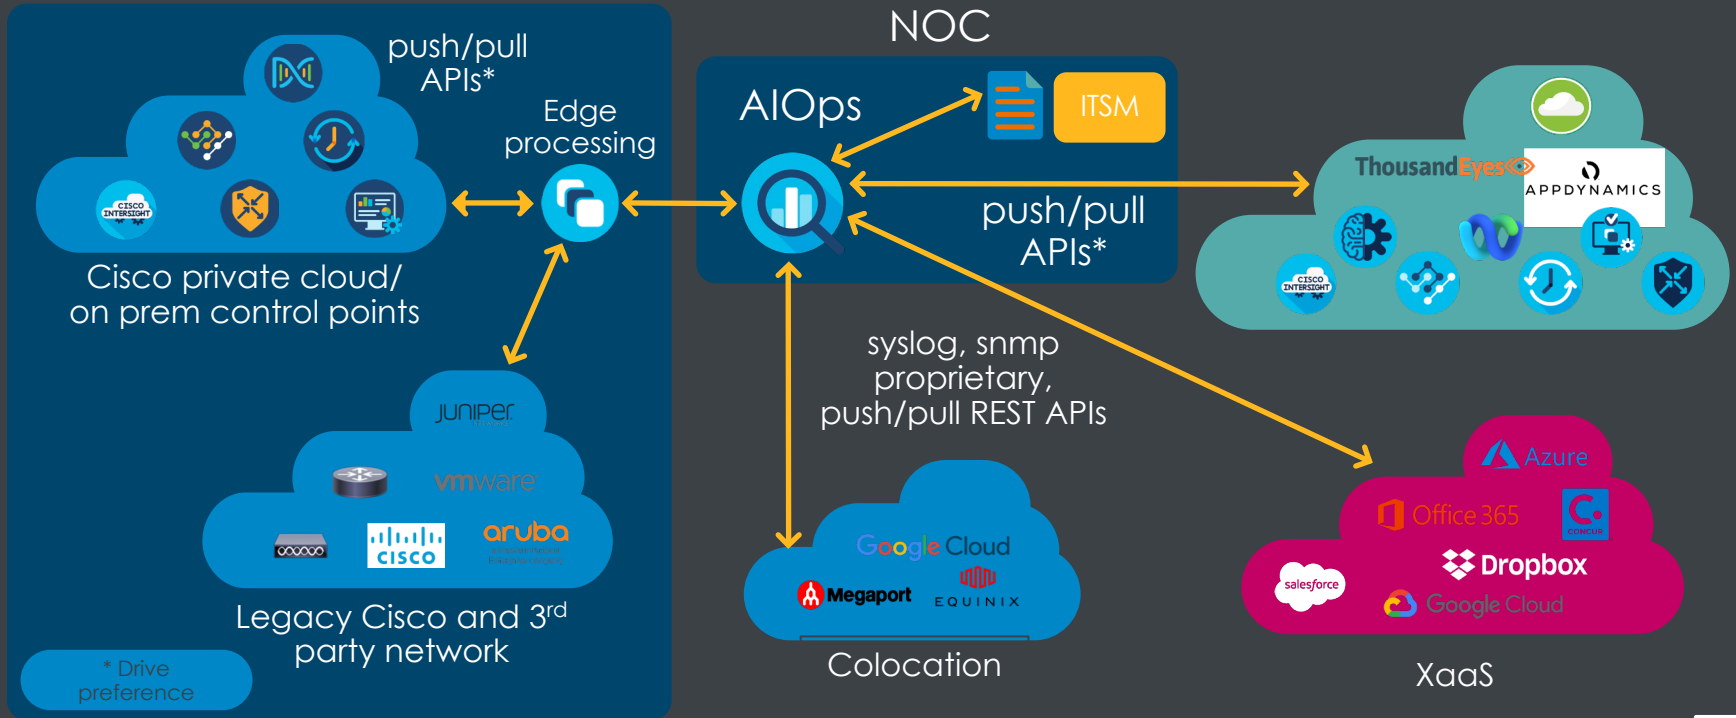 NOC
push/pull
APIs*
Edge
processing
AIOps
ITSM
ThousandEyes
APPDYNAMICS
push/pull
APIs*
CISCO
INTERSIGHT
CISCO
INTERSIGHT
Cisco private cloud/
on prem control points
syslog, snmp
proprietary,
push/pull REST APIs
JUNIPER
vmware
CISCO
aruba
Legacy Cisco and 3rd
party network
* Drive
preference
Google Cloud
Megaport
EQUINIX
Colocation
Azure
Office 365
CONCUR
Dropbox
salesforce
Google Cloud
XaaS